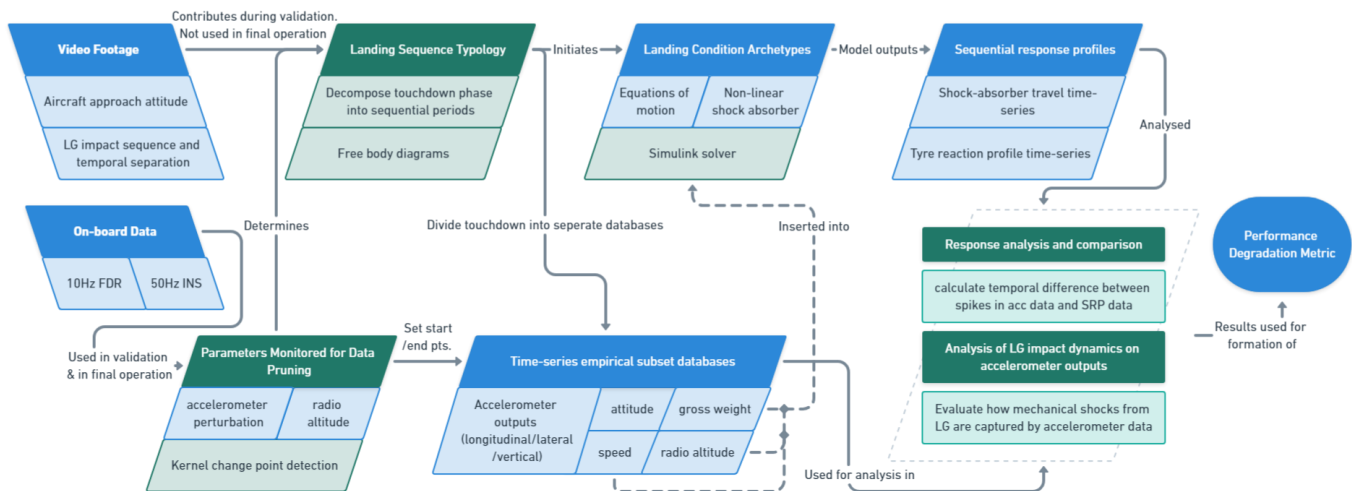 Contributes during validation.
Not used in final operation
Video Footage
Aircraft approach attitude
LG impact sequence and
temporal separation
Landing Sequence Typology
Decompose touchdown phase
into sequential periods
Free body diagrams
Initiates
Landing Condition Archetypes
Equations of
motion
Non-linear
shock absorber
Simulink solver
Model outputs
Sequential response profiles
Shock-absorber travel time-
series
Tyre reaction profile time-series
Analysed
On-board Data
10Hz FDR
50Hz INS
Determines
Divide touchdown into seperate databases
Inserted into
Used in validation
& in final operation
Parameters Monitored for Data
Pruning
accelerometer
perturbation
radio
altitude
Kernel change point detection
Set start
/end pts.
Time-series empirical subset databases
Accelerometer
outputs
(longitudinal/lateral
/vertical)
attitude
gross weight
speed
radio altitude
Used for analysis in
Response analysis and comparison
calculate temporal difference between
spikes in acc data and SRP data
Analysis of LG impact dynamics on
accelerometer outputs
Evaluate how mechanical shocks from
LG are captured by accelerometer data
Results used for
formation of
Performance
Degradation Metric